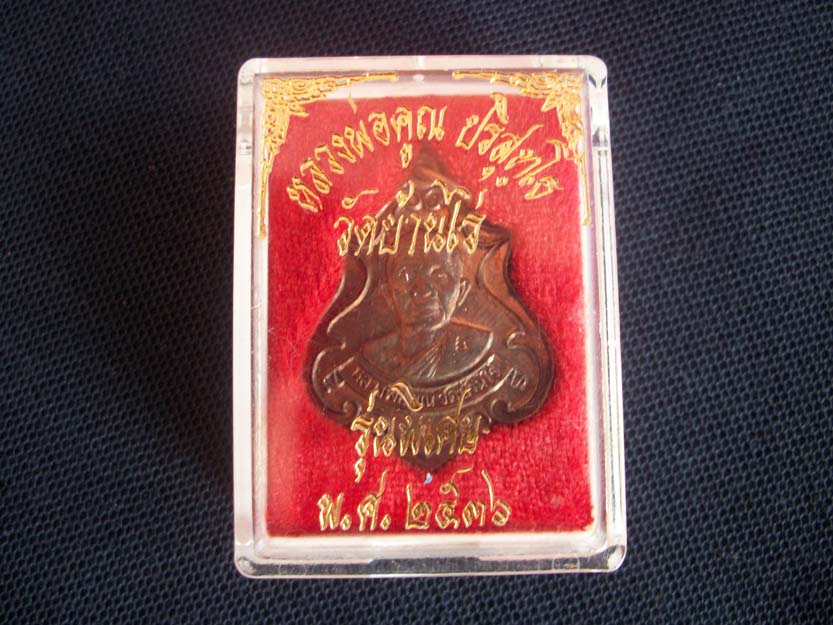 หลวงพ่อคูณ ปริสุทฺโธ
วัดบ้านไร่
รุ่นพิเศษ
พ.ศ. ๒๕๓๖